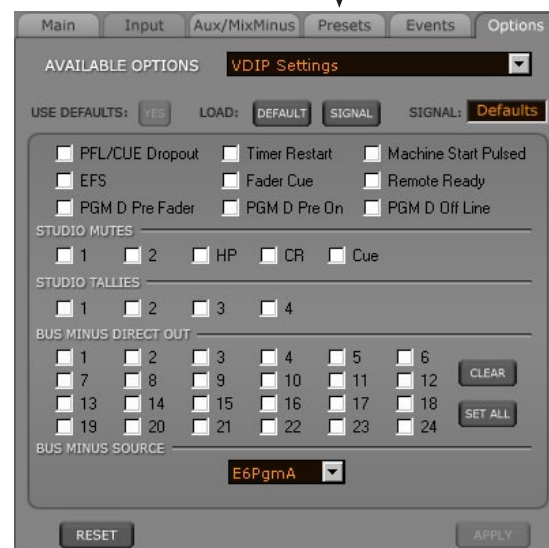 Main Input Aux/MixMinus Presets Events Options
AVAILABLE OPTIONS VDIP Settings
USE DEFAULTS: YES LOAD: DEFAULT SIGNAL SIGNAL: Defaults
PFL/CUE Dropout Timer Restart Machine Start Pulsed
EFS Fader Cue Remote Ready
PGM D Pre Fader PGM D Pre On PGM D Off Line
STUDIO MUTES
1 2 HP CR Cue
STUDIO TALLIES
1 2 3 4
BUS MINUS DIRECT OUT
1 2 3 4 5 6
7 8 9 10 11 12 CLEAR
13 14 15 16 17 18
19 20 21 22 23 24 SET ALL
BUS MINUS SOURCE
E6PgmA
RESET APPLY